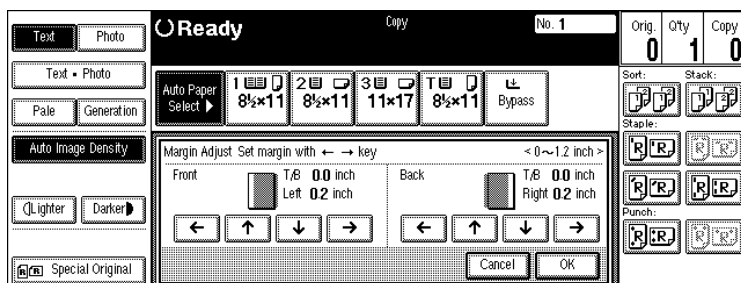 Text Photo
Text • Photo
Pale Generation
Auto Image Density
Lighter Darker
Special Original
Ready
Copy
No. 1
Auto Paper Select
1 8½×11
2 8½×11
3 11×17
T 8½×11
Bypass
Margin Adjust Set margin with ← → key < 0~1.2 inch >
Front
T/B 0.0 inch
Left 0.2 inch
Back
T/B 0.0 inch
Right 0.2 inch
← ↑ ↓ →
← ↑ ↓ →
Cancel OK
Orig. Q'ty Copy
0 1 0
Sort: Stack:
Staple:
Punch: